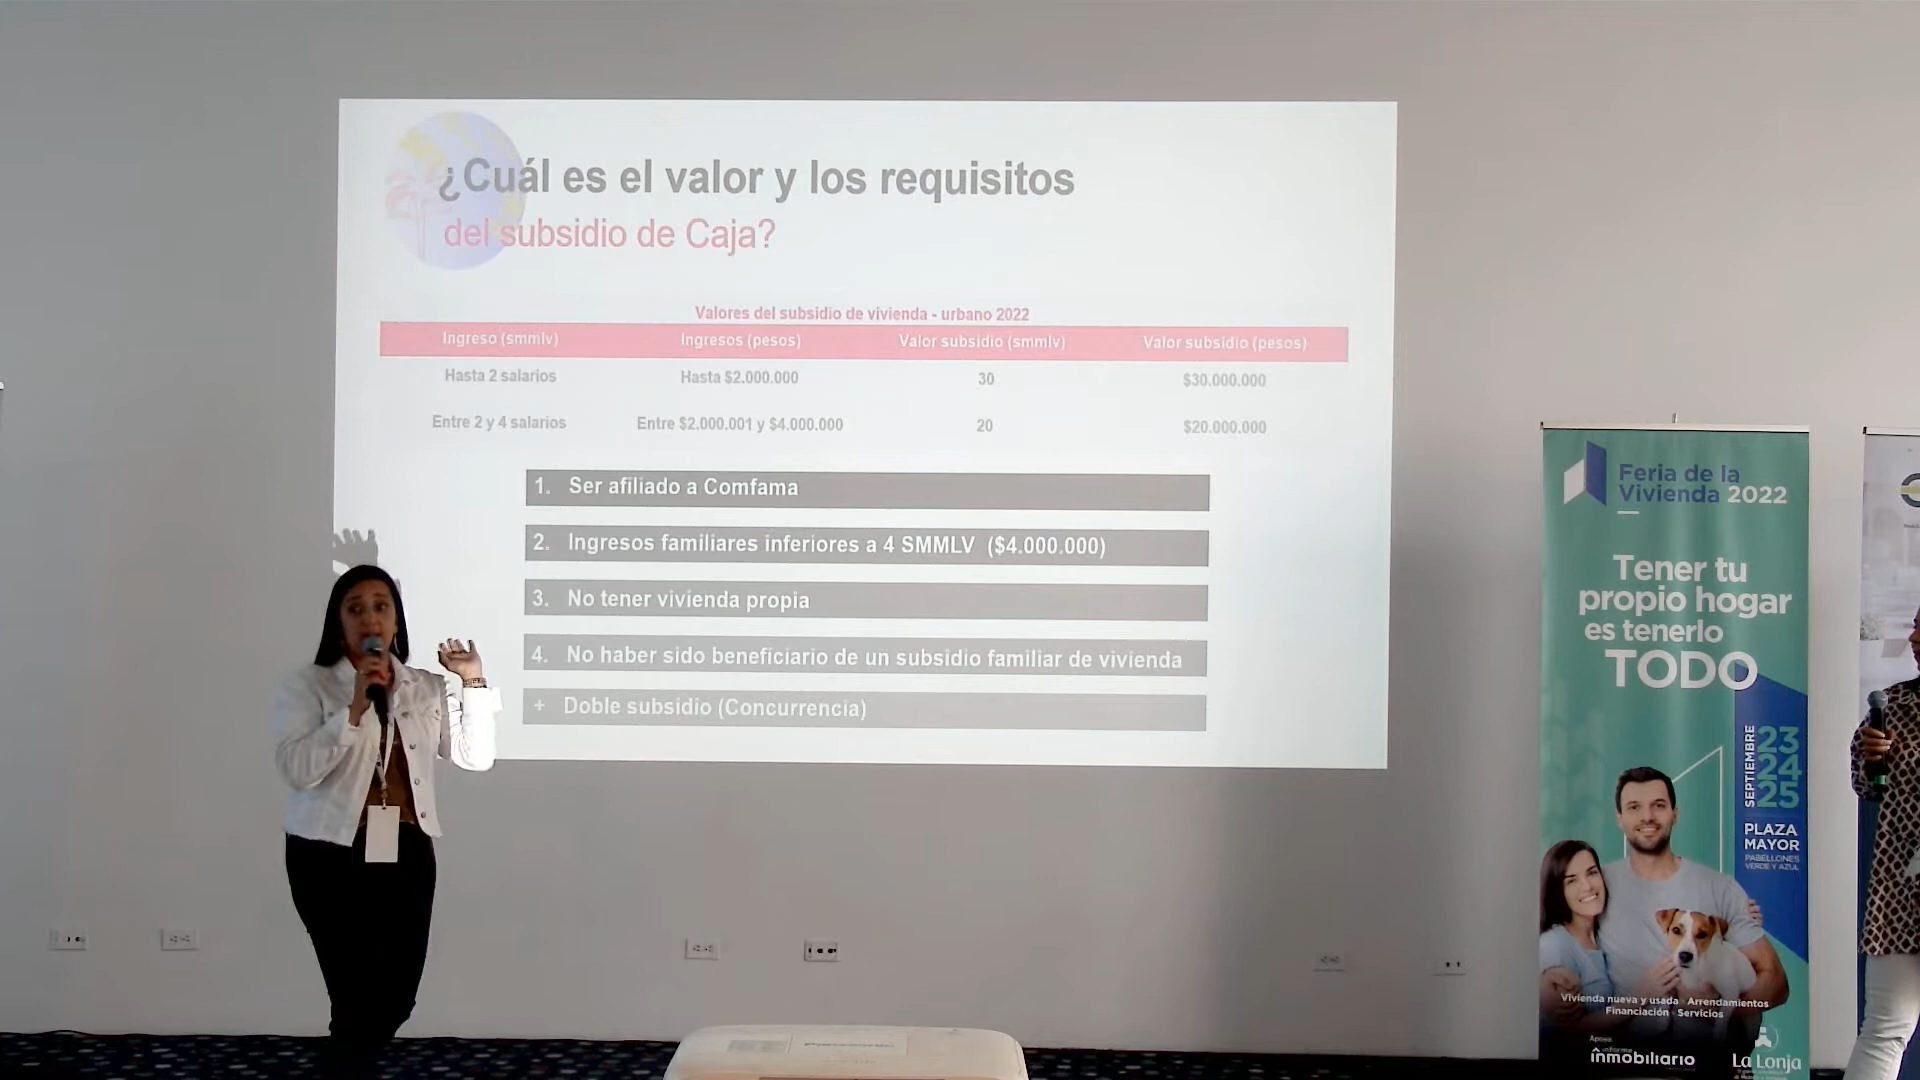 ¿Cuál es el valor y los requisitos
del subsidio de Caja?
Valores del subsidio de vivienda - urbano 2022
Ingreso (smmlv) Ingresos (pesos) Valor subsidio (smmlv) Valor subsidio (pesos)
Hasta 2 salarios Hasta $2.000.000 30 $30.000.000
Entre 2 y 4 salarios Entre $2.000.001 y $4.000.000 20 $20.000.000
1. Ser afiliado a Comfama
2. Ingresos familiares inferiores a 4 SMMLV ($4.000.000)
3. No tener vivienda propia
4. No haber sido beneficiario de un subsidio familiar de vivienda
+ Doble subsidio (Concurrencia)
Feria de la
Vivienda 2022
Tener tu
propio hogar
es tenerlo
TODO
SEPTIEMBRE
23
24
25
PLAZA
MAYOR
PABELLONES
VERDE Y AZUL
Vivienda nueva y usada Arrendamientos
Financiación Servicios
Apoya:
informe
inmobiliario
La Lonja